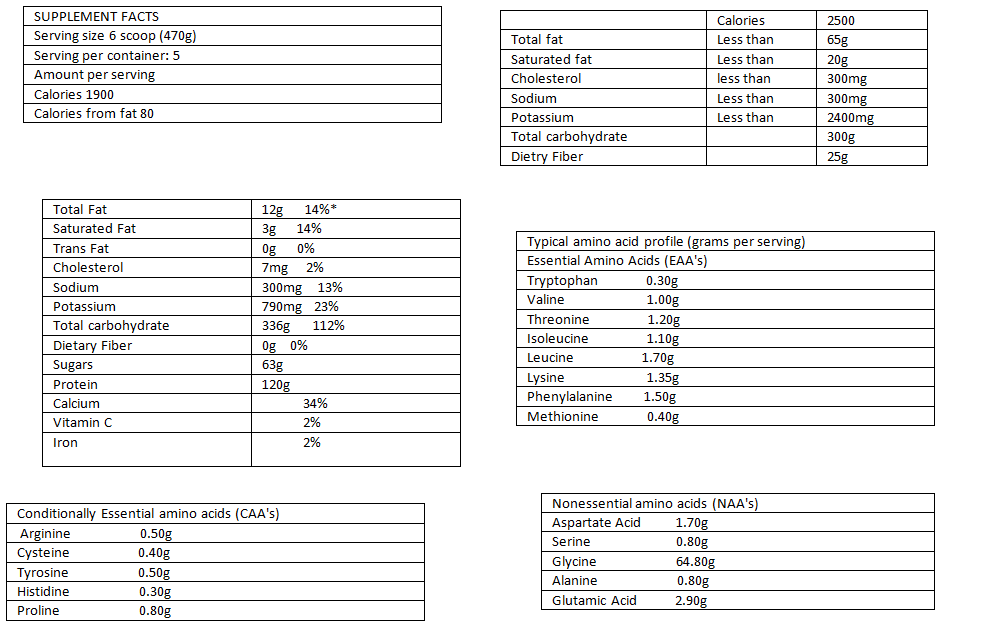 SUPPLEMENT FACTS
Serving size 6 scoop (470g)
Serving per container: 5
Amount per serving
Calories 1900
Calories from fat 80
Calories 2500
Total fat Less than 65g
Saturated fat Less than 20g
Cholesterol less than 300mg
Sodium Less than 300mg
Potassium Less than 2400mg
Total carbohydrate 300g
Dietry Fiber 25g
Total Fat 12g 14%*
Saturated Fat 3g 14%
Trans Fat 0g 0%
Cholesterol 7mg 2%
Sodium 300mg 13%
Potassium 790mg 23%
Total carbohydrate 336g 112%
Dietary Fiber 0g 0%
Sugars 63g
Protein 120g
Calcium 34%
Vitamin C 2%
Iron 2%
Typical amino acid profile (grams per serving)
Essential Amino Acids (EAA's)
Tryptophan 0.30g
Valine 1.00g
Threonine 1.20g
Isoleucine 1.10g
Leucine 1.70g
Lysine 1.35g
Phenylalanine 1.50g
Methionine 0.40g
Conditionally Essential amino acids (CAA's)
Arginine 0.50g
Cysteine 0.40g
Tyrosine 0.50g
Histidine 0.30g
Proline 0.80g
Nonessential amino acids (NAA's)
Aspartate Acid 1.70g
Serine 0.80g
Glycine 64.80g
Alanine 0.80g
Glutamic Acid 2.90g